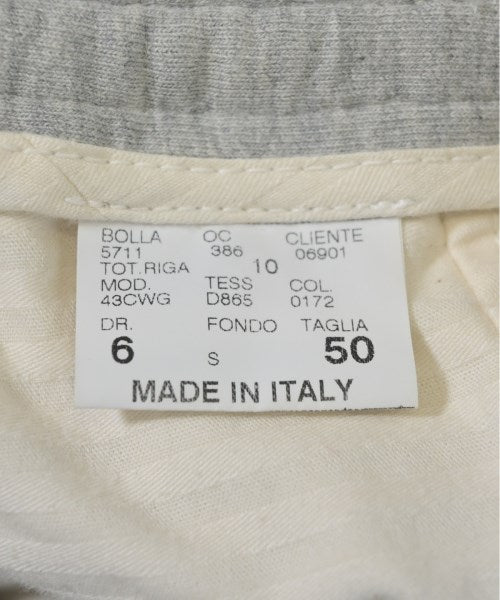 BOLLA OC CLIENTE
5711 386 06901
TOT.RIGA 10
MOD. TESS COL.
43CWG D865 0172
DR. FONDO TAGLIA
6 S 50
MADE IN ITALY